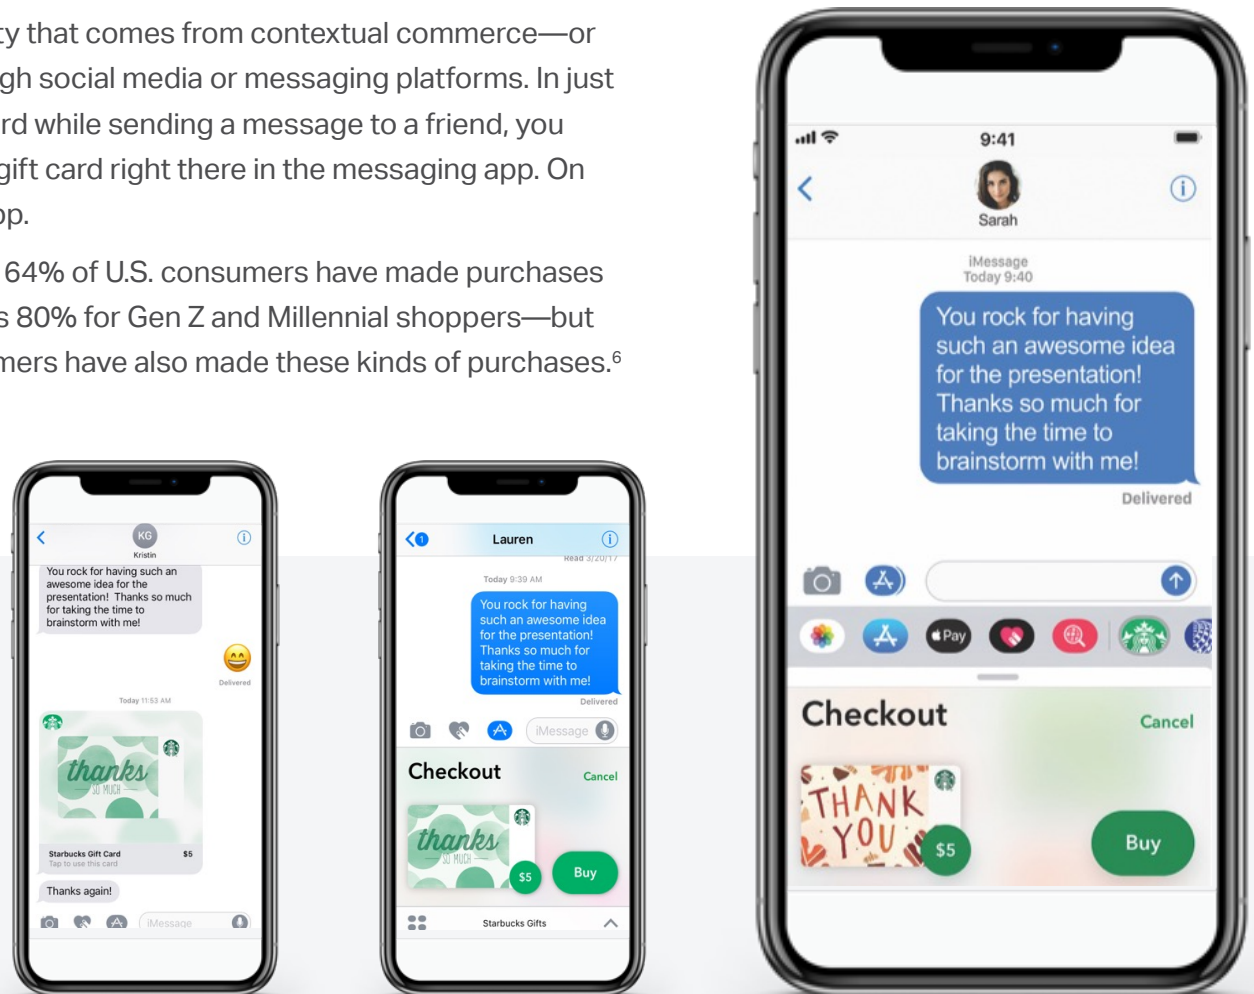 ty that comes from contextual commerce—or
gh social media or messaging platforms. In just
rd while sending a message to a friend, you
gift card right there in the messaging app. On
pp.
64% of U.S. consumers have made purchases
s 80% for Gen Z and Millennial shoppers—but
mers have also made these kinds of purchases.6
KG
Kristin
You rock for having such an
awesome idea for the
presentation! Thanks so much
for taking the time to
brainstorm with me!
Delivered
Today 11:53 AM
thanks
SO MUCH
Starbucks Gift Card $5
Tap to use this card
Thanks again!
iMessage
1
Lauren
Read 3/20/17
Today 9:39 AM
You rock for having
such an awesome idea
for the presentation!
Thanks so much for
taking the time to
brainstorm with me!
Delivered
iMessage
Checkout
Cancel
thanks
SO MUCH
$5
Buy
Starbucks Gifts
9:41
Sarah
iMessage
Today 9:40
You rock for having
such an awesome idea
for the presentation!
Thanks so much for
taking the time to
brainstorm with me!
Delivered
Pay
Checkout
Cancel
THANK
YOU
$5
Buy